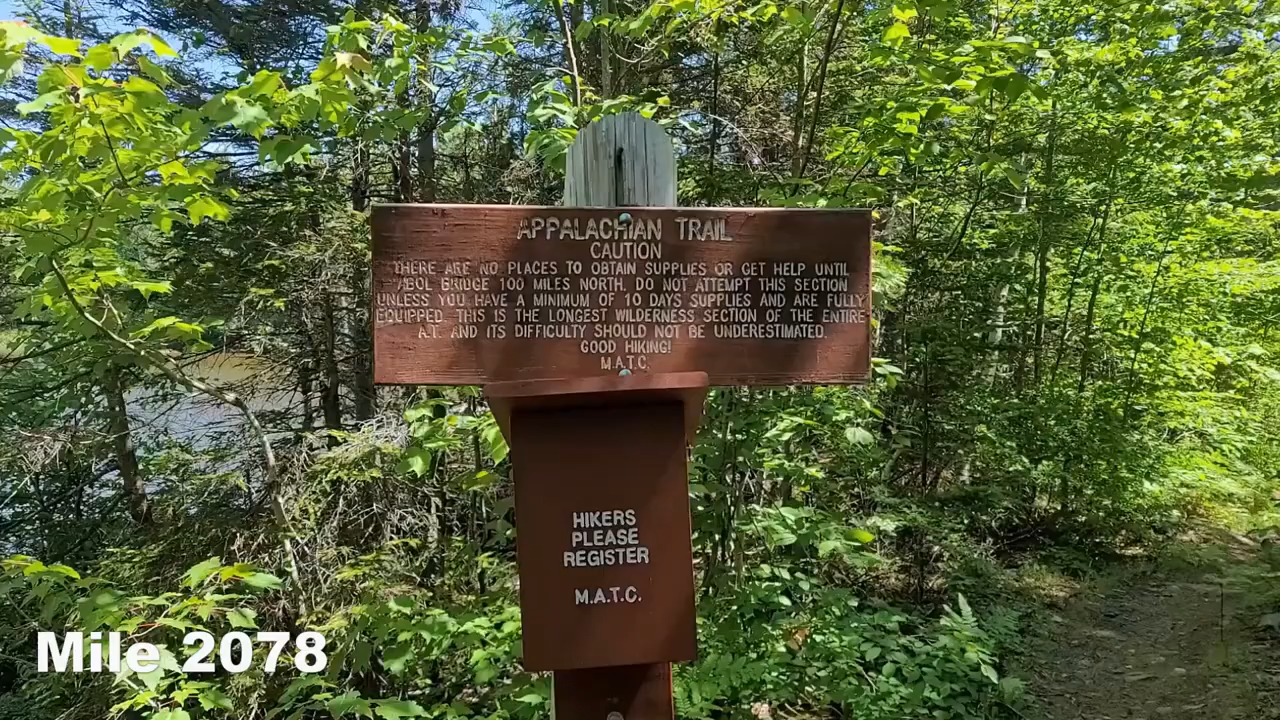 APPALACHIAN TRAIL
CAUTION
THERE ARE NO PLACES TO OBTAIN SUPPLIES OR GET HELP UNTIL
ABOL BRIDGE 100 MILES NORTH. DO NOT ATTEMPT THIS SECTION
UNLESS YOU HAVE A MINIMUM OF 10 DAYS SUPPLIES AND ARE FULLY
EQUIPPED. THIS IS THE LONGEST WILDERNESS SECTION OF THE ENTIRE
A.T. AND ITS DIFFICULTY SHOULD NOT BE UNDERESTIMATED.
GOOD HIKING!
M.A.T.C.
HIKERS
PLEASE
REGISTER
M.A.T.C.
Mile 2078